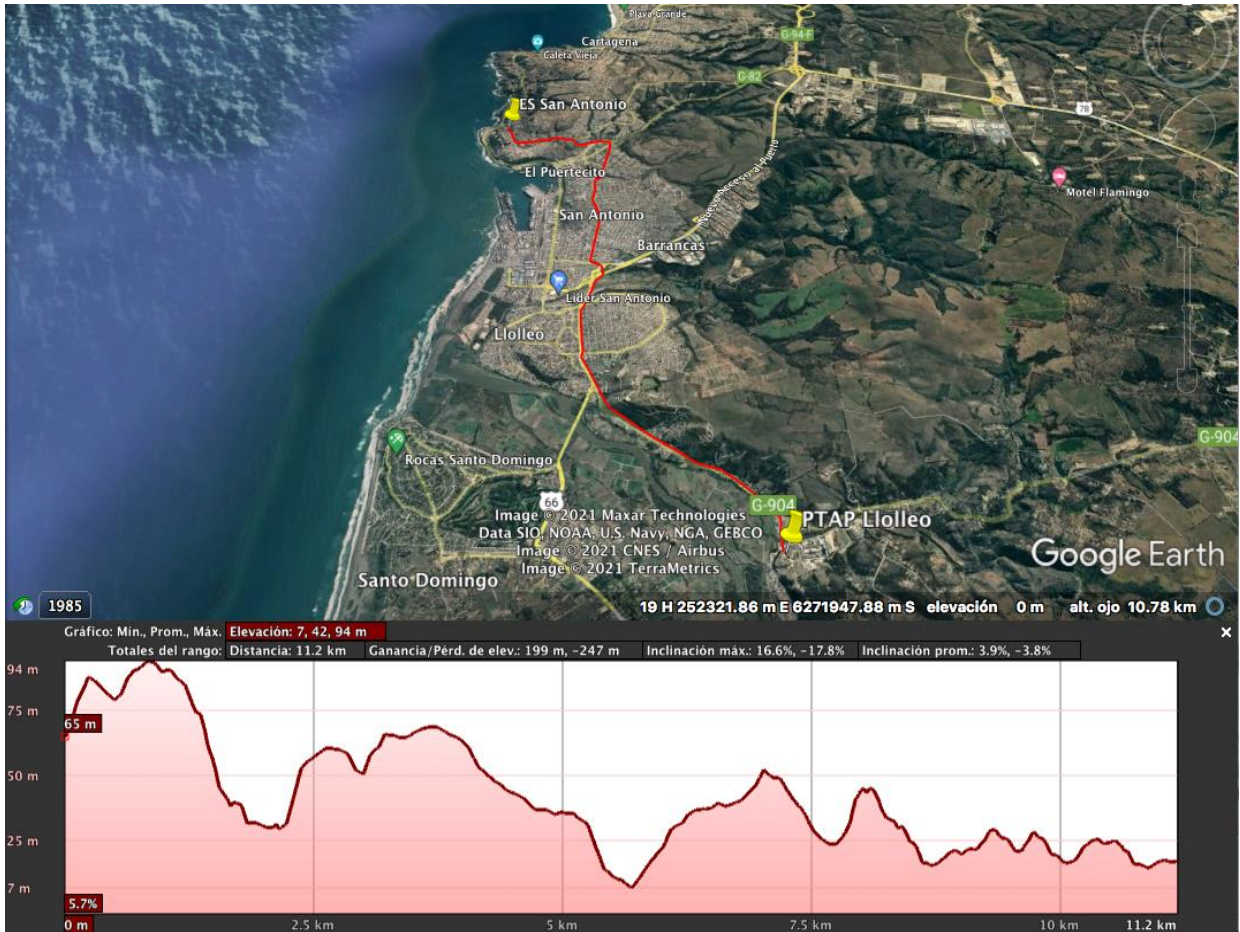 Playa Grande
Cartagena
Caleta Vieja
G-94-F
G-82
78
ES San Antonio
El Puertecito
Nuevo Acceso al Puerto
Motel Flamingo
San Antonio
Barrancas
Lider San Antonio
Llolleo
G-904
Rocas Santo Domingo
66
G-904
PTAP Llolleo
Image © 2021 Maxar Technologies
Data SIO, NOAA, U.S. Navy, NGA, GEBCO
Image © 2021 CNES / Airbus
Image © 2021 TerraMetrics
Google Earth
Santo Domingo
1985
19 H 252321.86 m E 6271947.88 m S elevación 0 m alt. ojo 10.78 km
Gráfico: Mín., Prom., Máx. Elevación: 7, 42, 94 m
Totales del rango: Distancia: 11.2 km Ganancia/Pérd. de elev.: 199 m, -247 m Inclinación máx.: 16.6%, -17.8% Inclinación prom.: 3.9%, -3.8%
94 m
75 m
65 m
50 m
25 m
7 m
5.7%
0 m 2.5 km 5 km 7.5 km 10 km 11.2 km